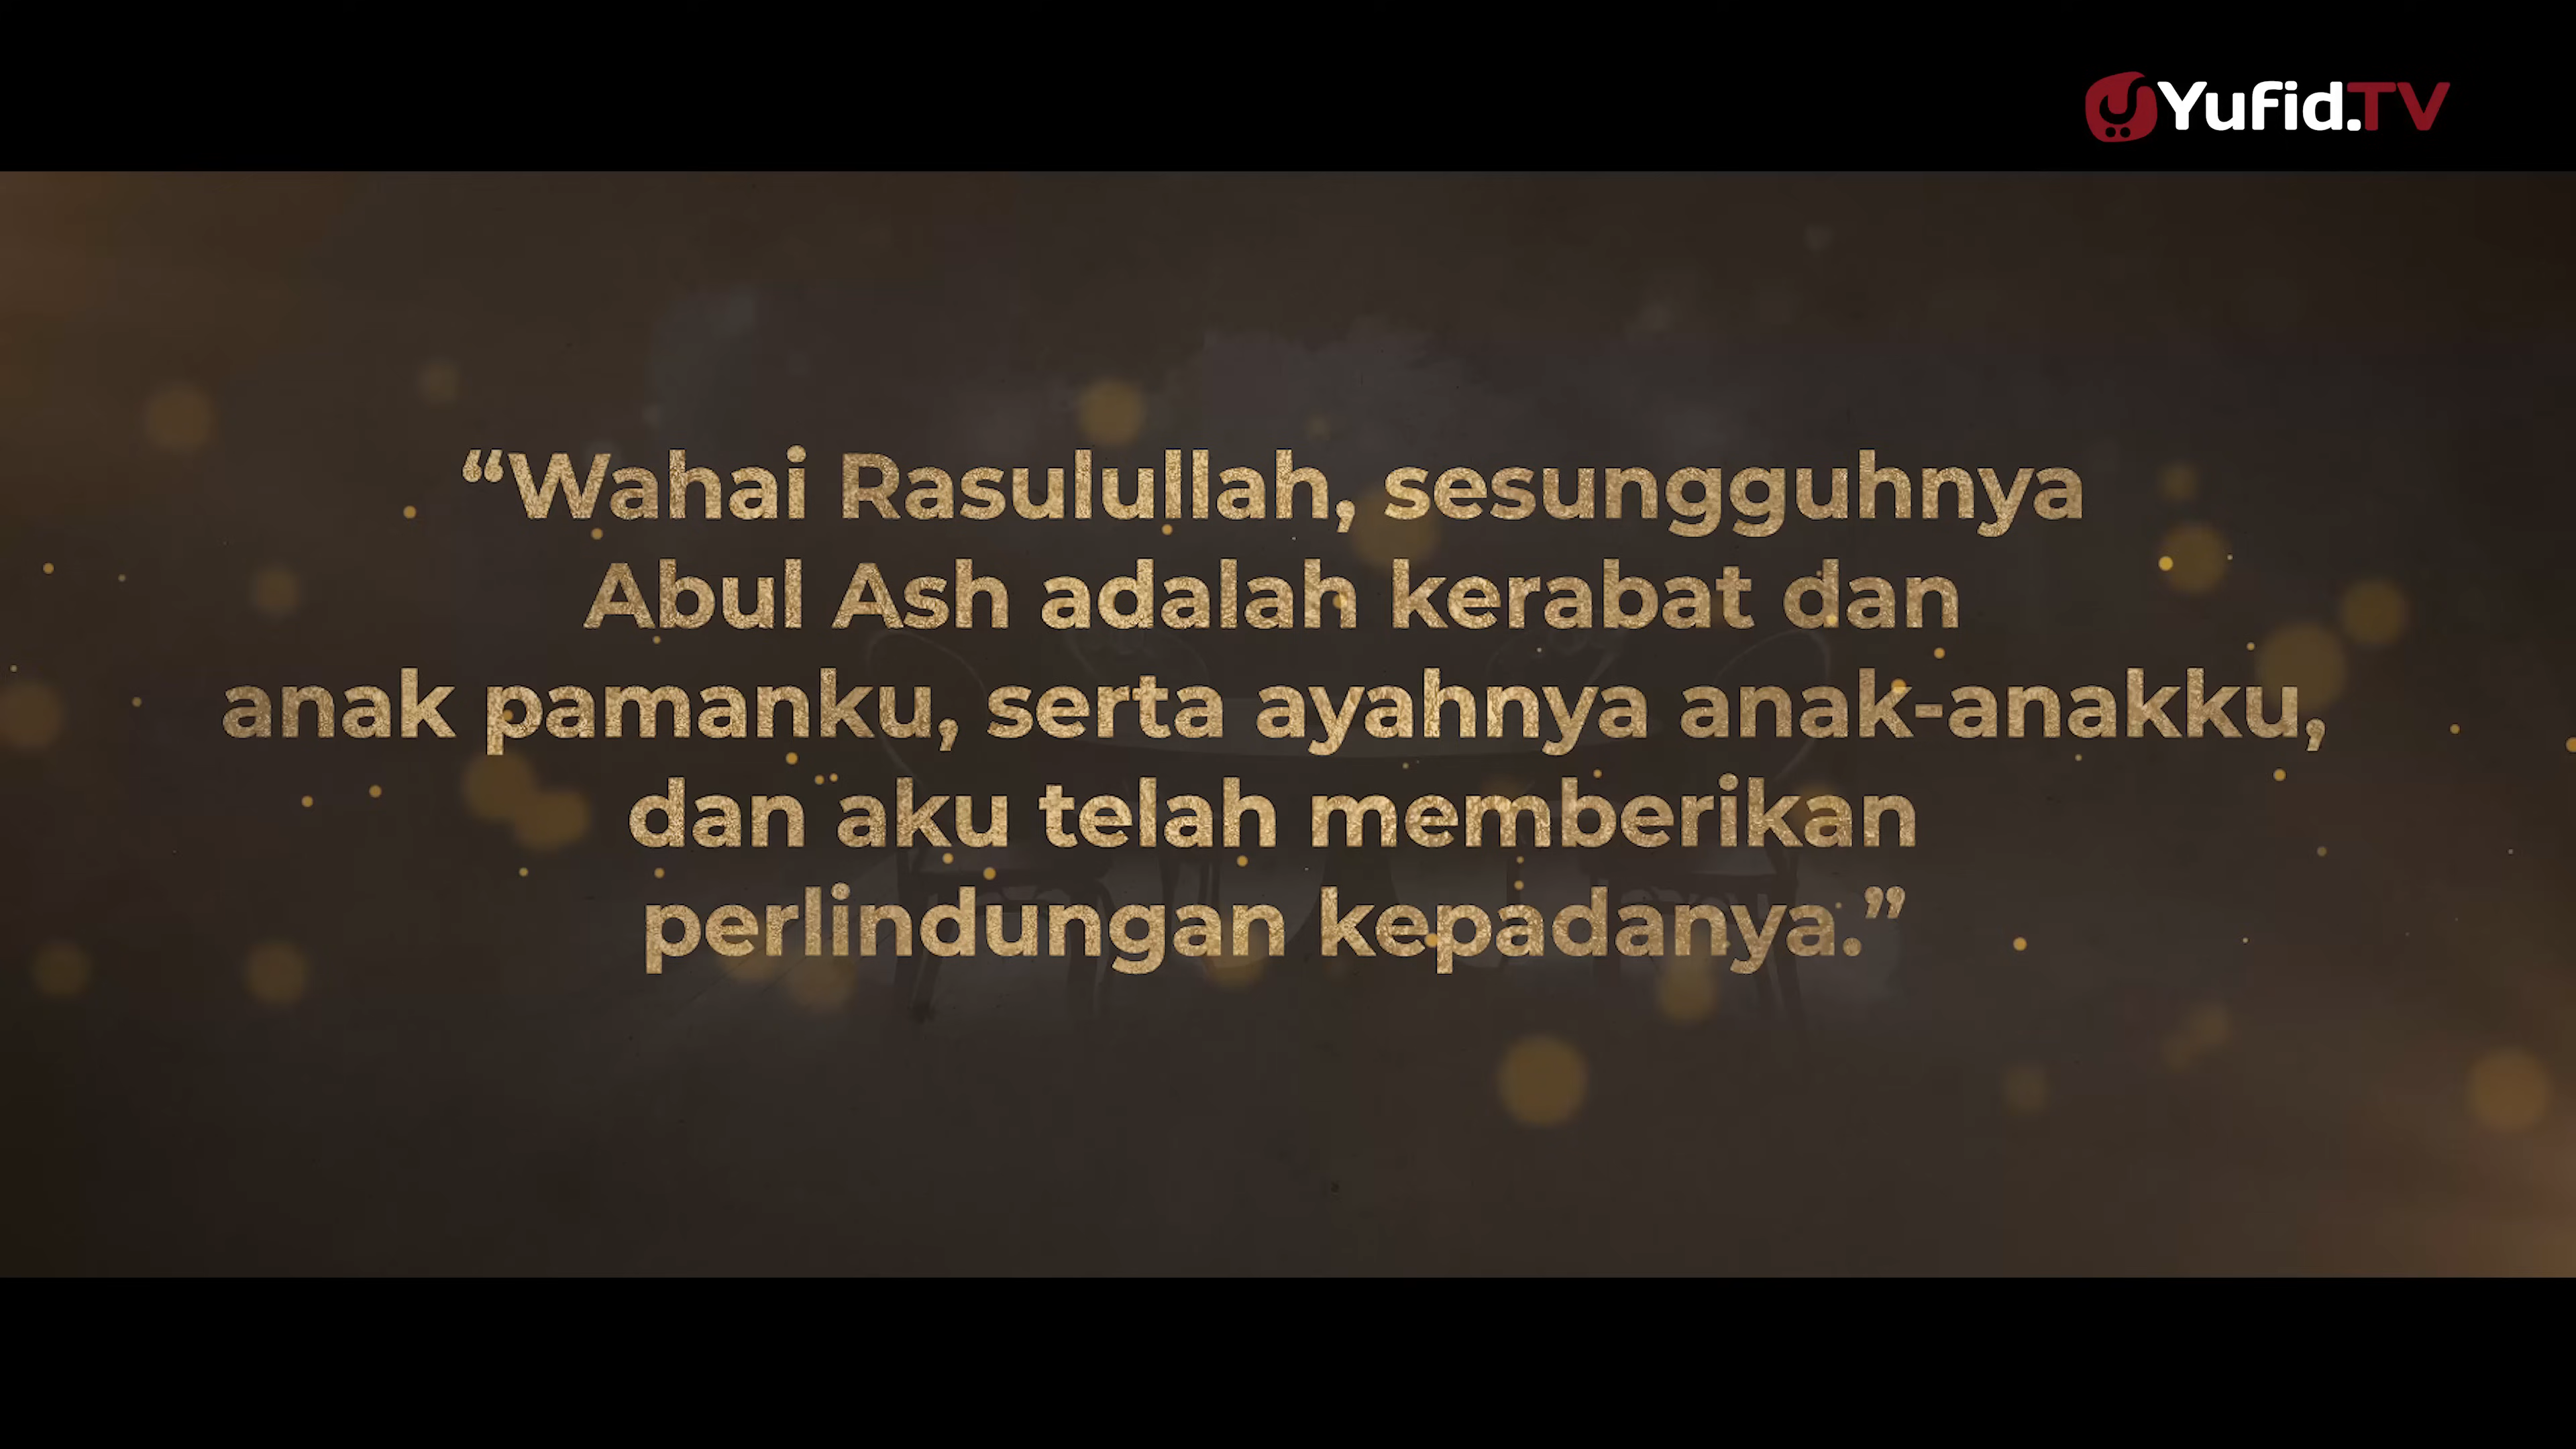 Yufid.TV
“Wahai Rasulullah, sesungguhnya
Abul Ash adalah kerabat dan
anak pamanku, serta ayahnya anak-anakku,
dan aku telah memberikan
perlindungan kepadanya.”